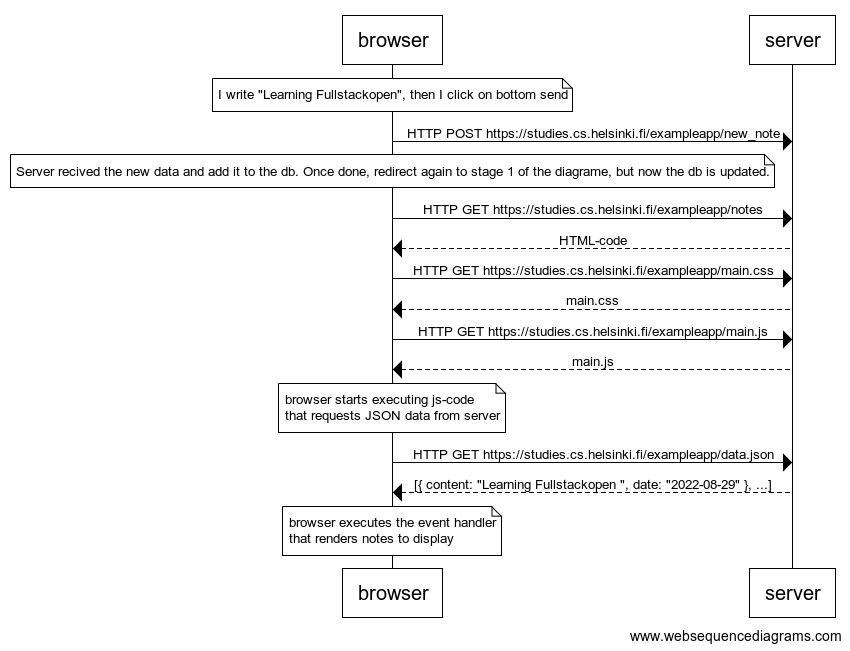 browser
server
I write "Learning Fullstackopen", then I click on bottom send
HTTP POST https://studies.cs.helsinki.fi/exampleapp/new_note
Server recived the new data and add it to the db. Once done, redirect again to stage 1 of the diagrame, but now the db is updated.
HTTP GET https://studies.cs.helsinki.fi/exampleapp/notes
HTML-code
HTTP GET https://studies.cs.helsinki.fi/exampleapp/main.css
main.css
HTTP GET https://studies.cs.helsinki.fi/exampleapp/main.js
main.js
browser starts executing js-code
that requests JSON data from server
HTTP GET https://studies.cs.helsinki.fi/exampleapp/data.json
[{ content: "Learning Fullstackopen ", date: "2022-08-29" }, ...]
browser executes the event handler
that renders notes to display
browser
server
www.websequencediagrams.com